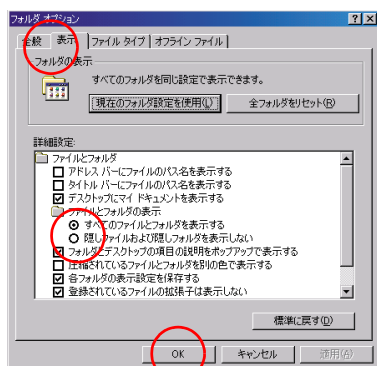 フォルダ オプション
全般 表示 ファイル タイプ オフライン ファイル
フォルダの表示
すべてのフォルダを同じ設定で表示できます。
現在のフォルダ設定を使用(L) 全フォルダをリセット(R)
詳細設定:
ファイルとフォルダ
アドレス バーにファイルのパス名を表示する
タイトル バーにファイルのパス名を表示する
デスクトップにマイ ドキュメントを表示する
ファイルとフォルダの表示
すべてのファイルとフォルダを表示する
隠しファイルおよび隠しフォルダを表示しない
フォルダとデスクトップの項目の説明をポップアップで表示する
圧縮されているファイルとフォルダを別の色で表示する
各フォルダの表示設定を保存する
登録されているファイルの拡張子は表示しない
標準に戻す(D)
OK キャンセル 適用(A)